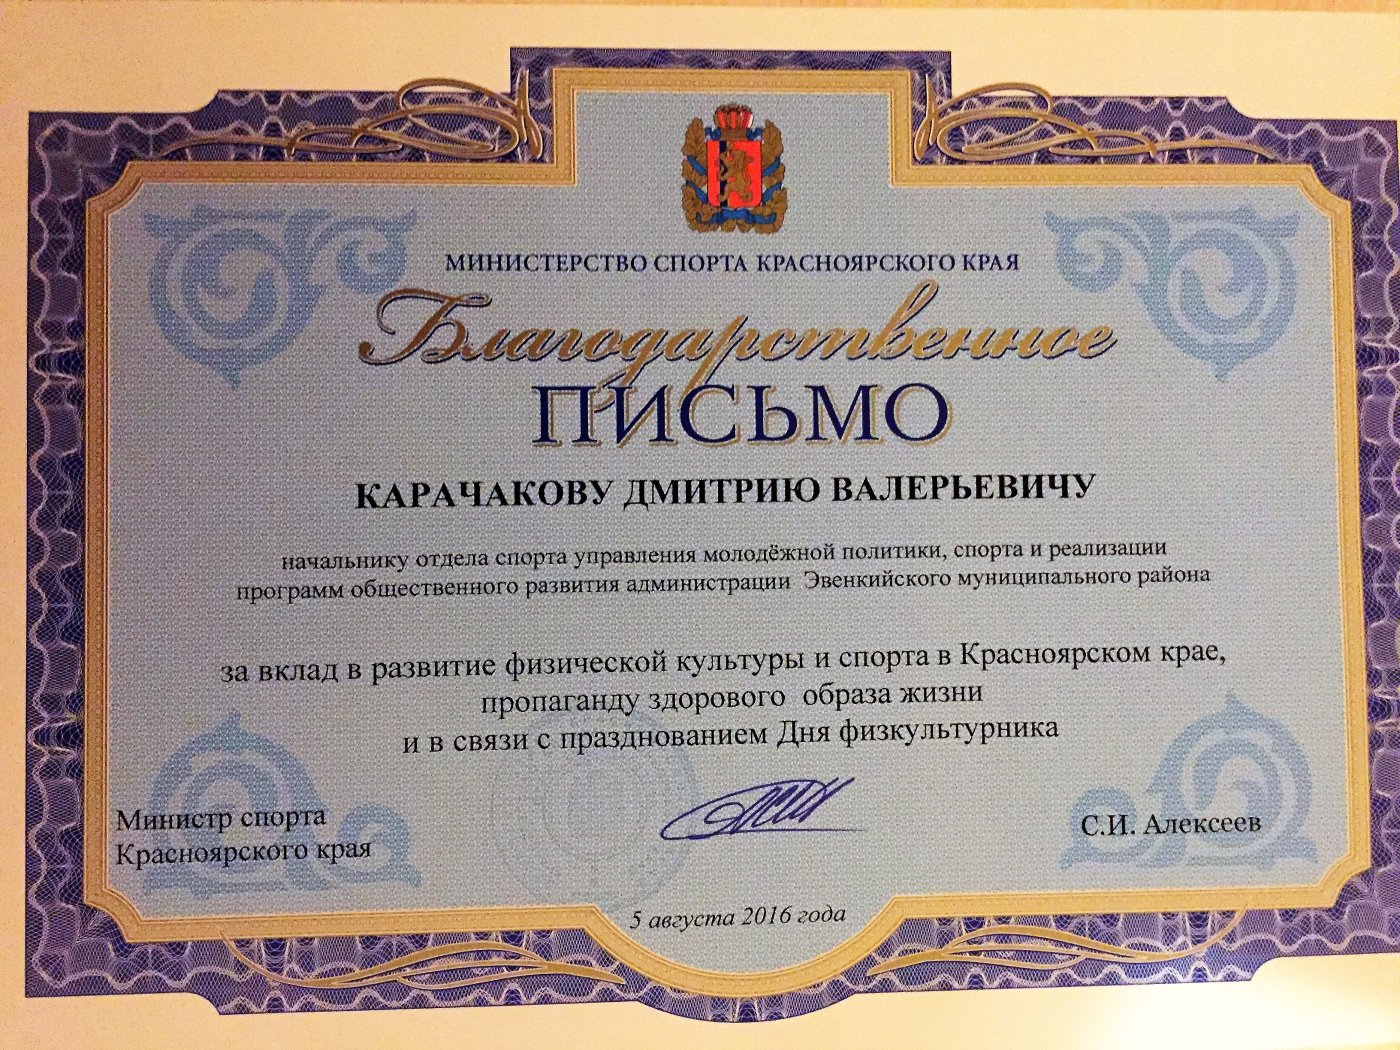 МИНИСТЕРСТВО СПОРТА КРАСНОЯРСКОГО КРАЯ
Благодарственное
ПИСЬМО
КАРАЧАКОВУ ДМИТРИЮ ВАЛЕРЬЕВИЧУ
начальнику отдела спорта управления молодёжной политики, спорта и реализации
программ общественного развития администрации Эвенкийского муниципального района
за вклад в развитие физической культуры и спорта в Красноярском крае,
пропаганду здорового образа жизни
и в связи с празднованием Дня физкультурника
Министр спорта
Красноярского края
С.И. Алексеев
5 августа 2016 года